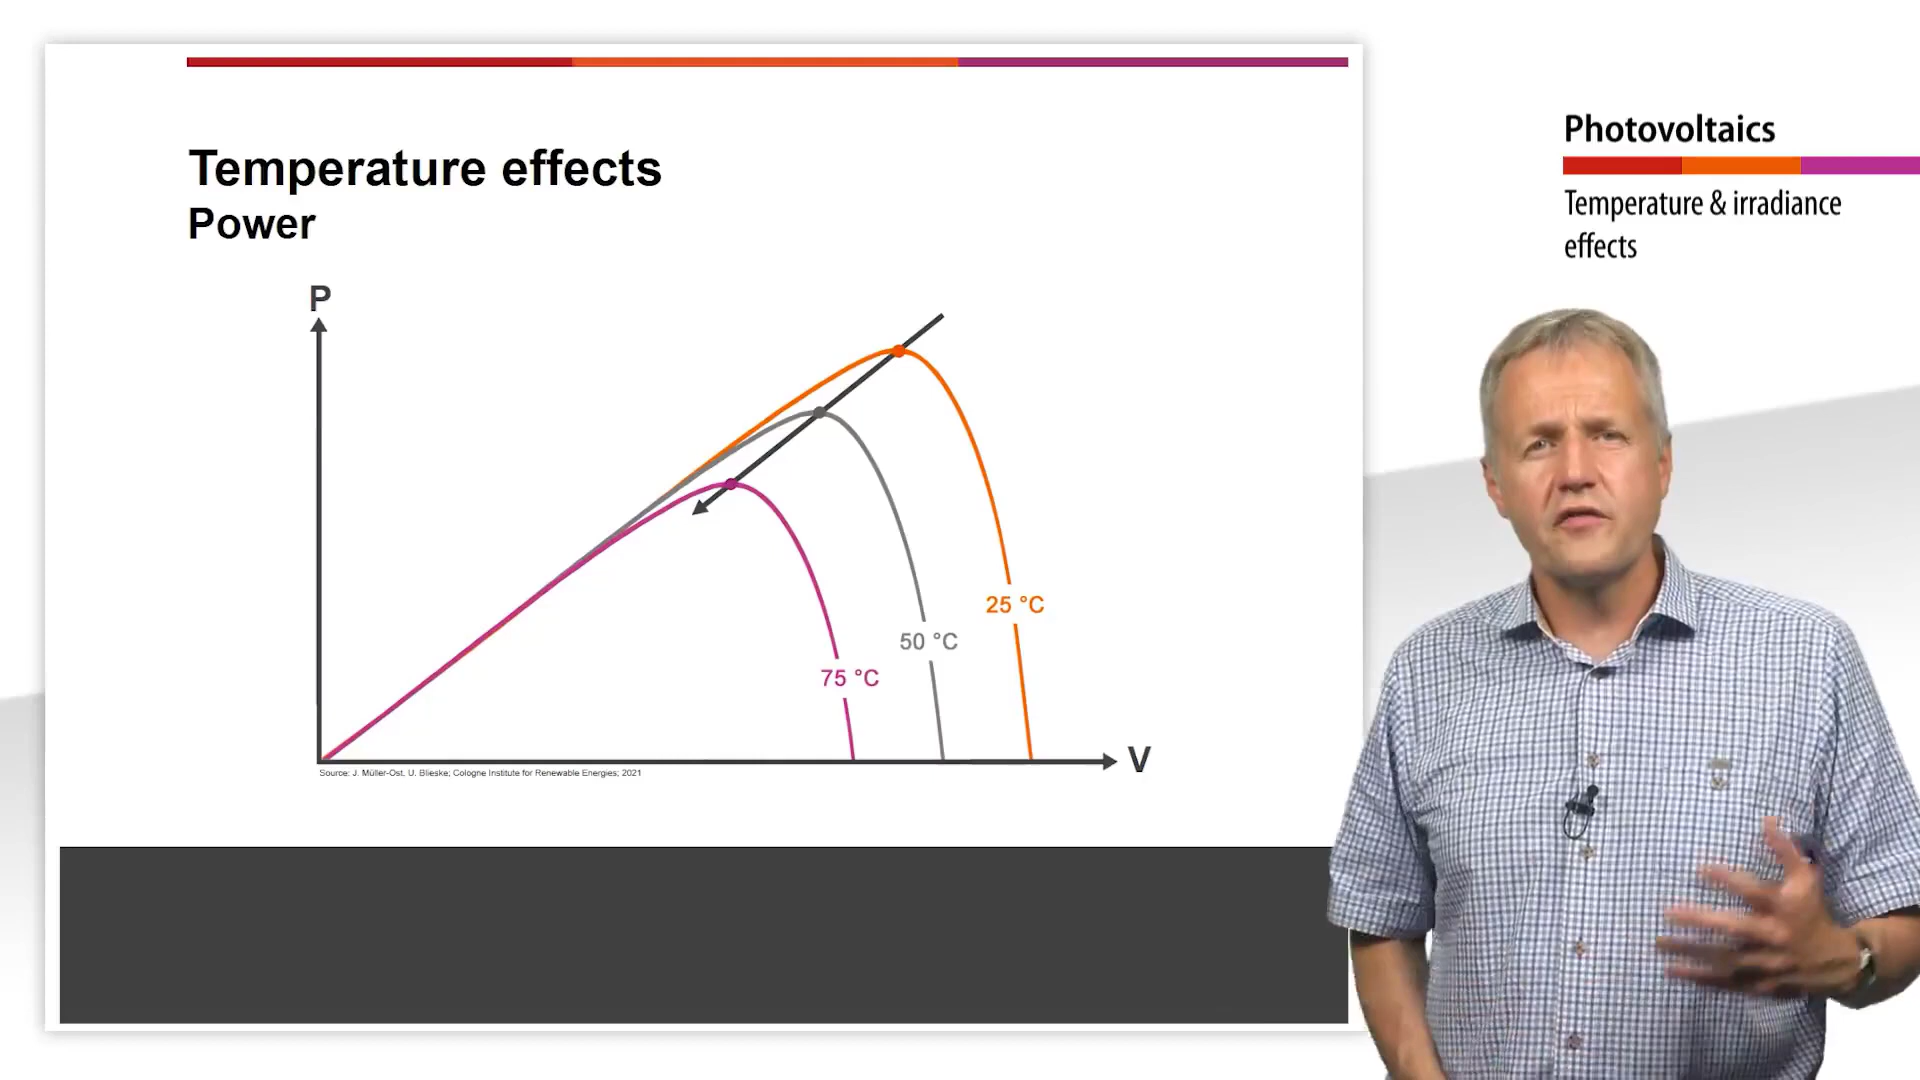 Temperature effects
Power
P
25 °C
50 °C
75 °C
V
Source: J. Müller-Ost, U. Blieske; Cologne Institute for Renewable Energies; 2021
Photovoltaics
Temperature & irradiance
effects